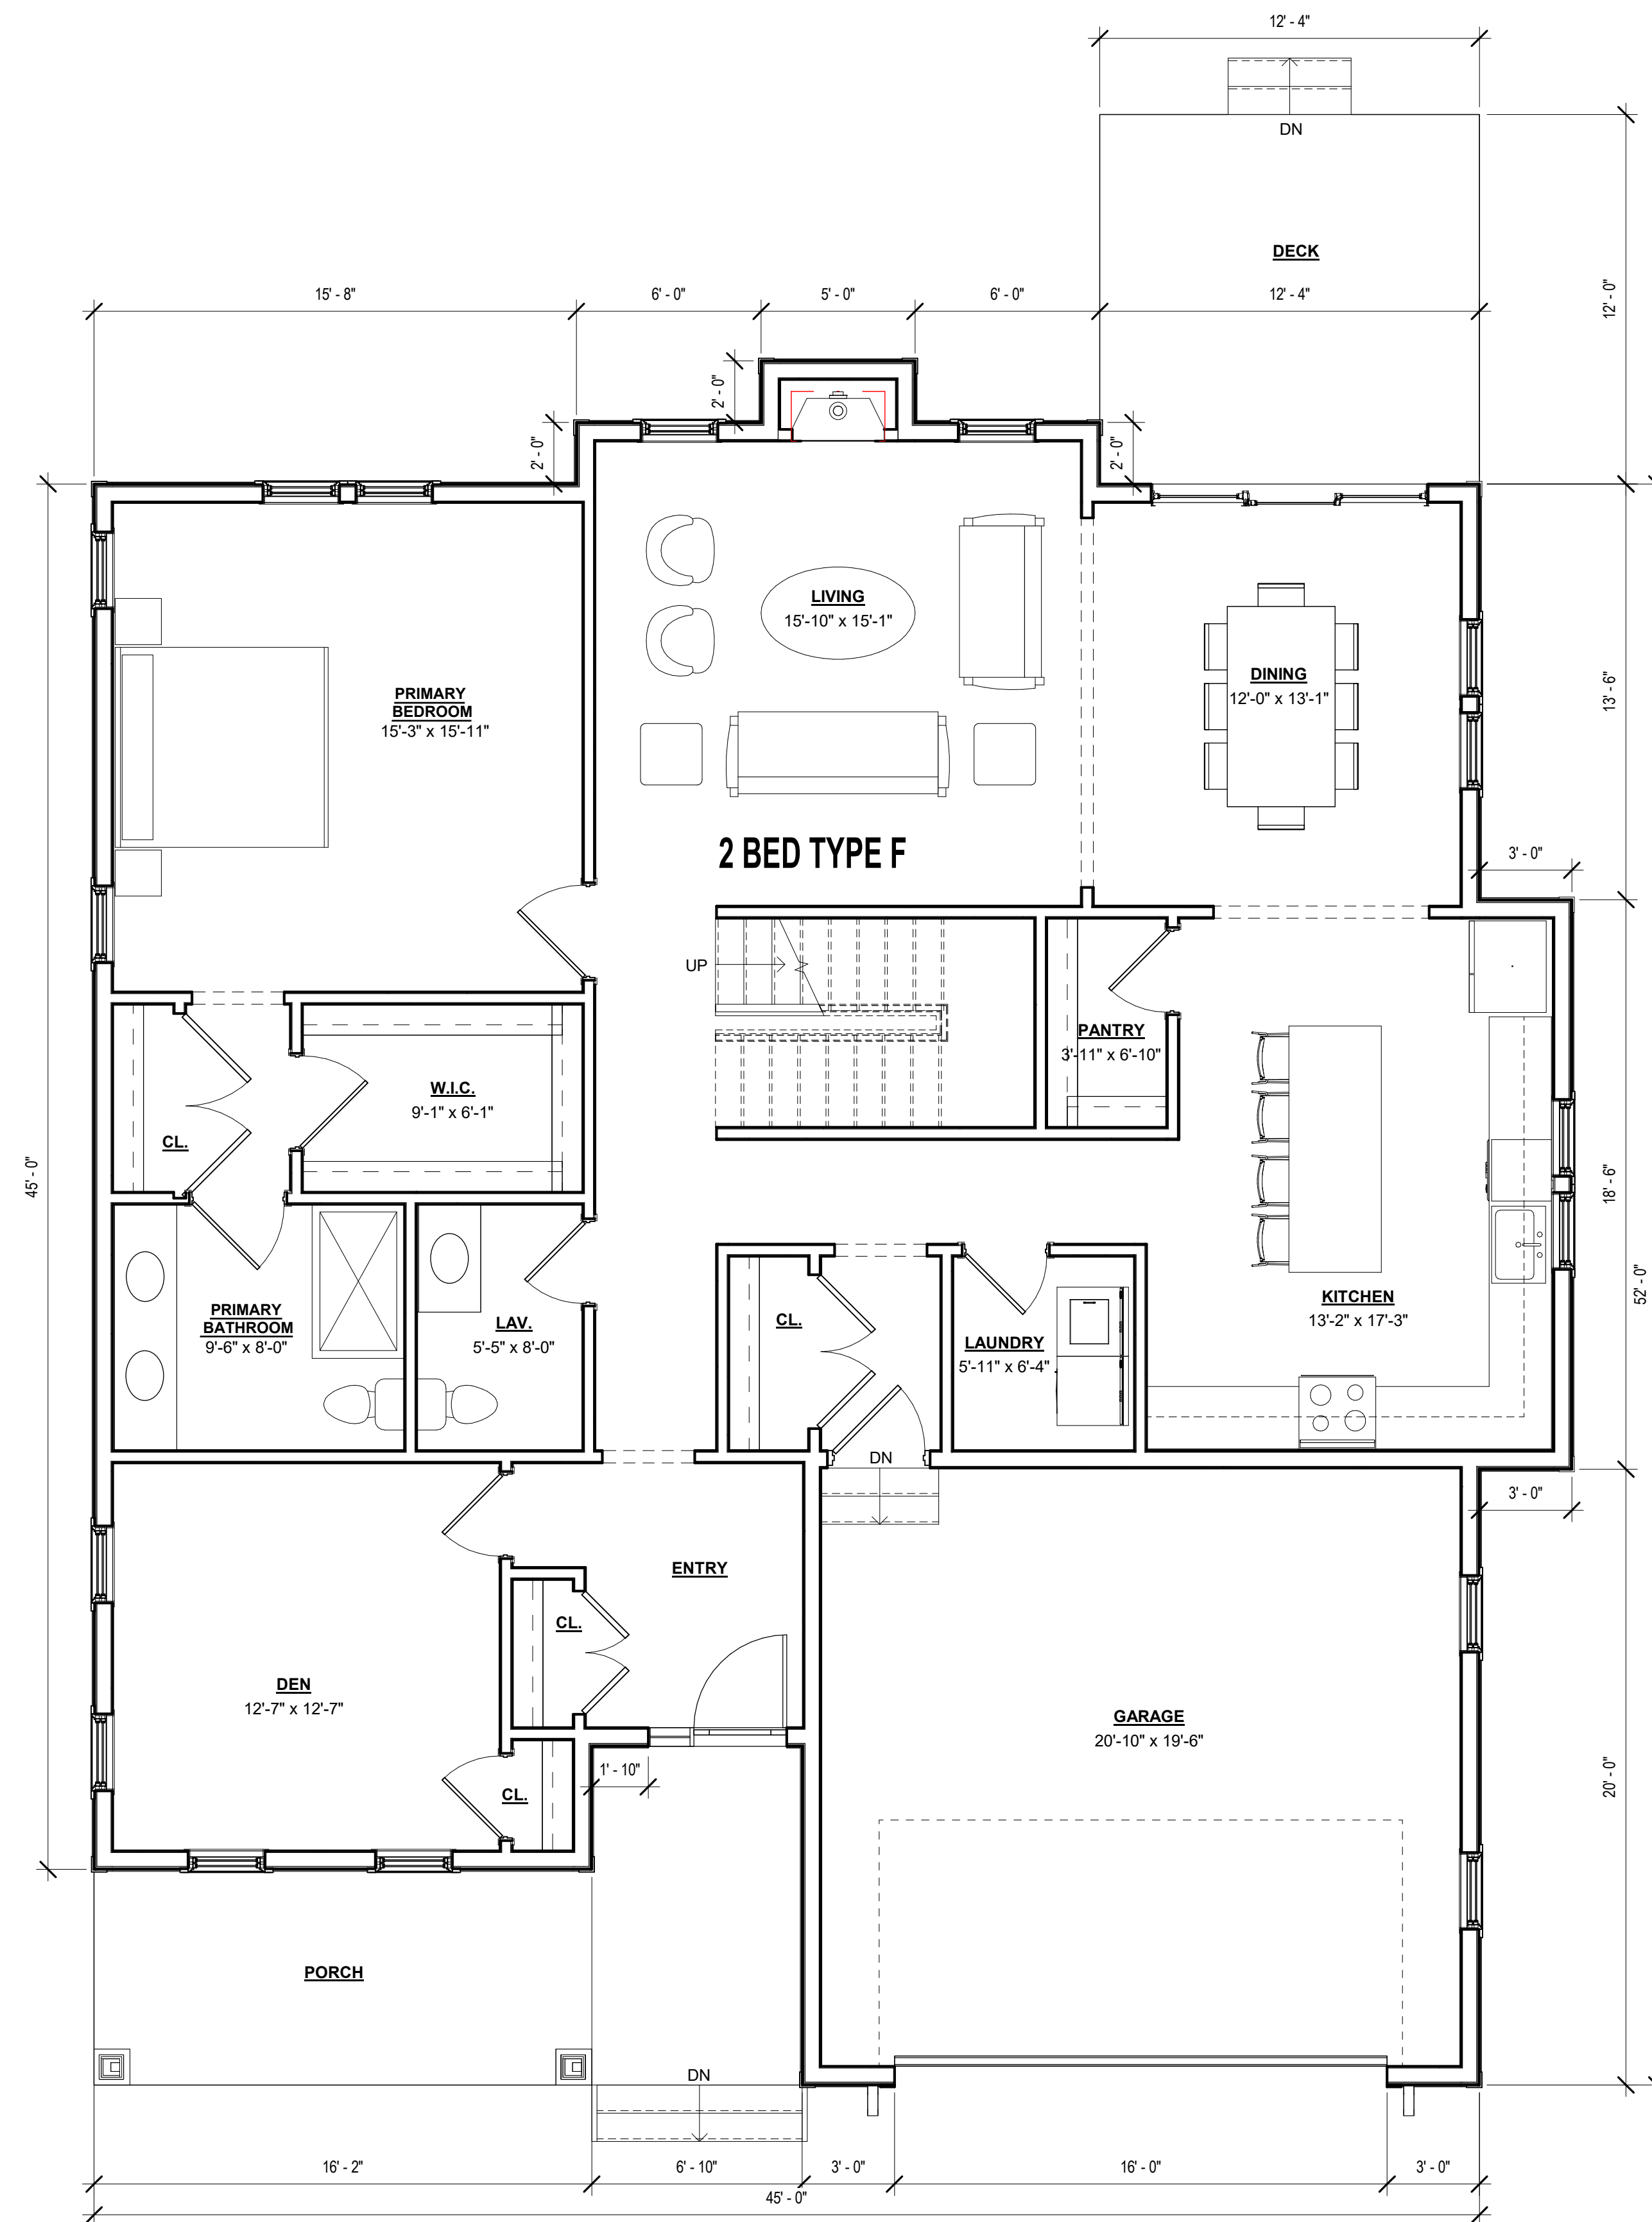 12' - 4"
DN
DECK
15' - 8"
6' - 0"
5' - 0"
6' - 0"
12' - 4"
12' - 0"
2' - 0"
2' - 0"
2' - 0"
LIVING
15'-10" x 15'-1"
DINING
12'-0" x 13'-1"
13' - 6"
PRIMARY
BEDROOM
15'-3" x 15'-11"
2 BED TYPE F
3' - 0"
UP
PANTRY
3'-11" x 6'-10"
W.I.C.
9'-1" x 6'-1"
CL.
45' - 0"
18' - 6"
52' - 0"
PRIMARY
BATHROOM
9'-6" x 8'-0"
LAV.
5'-5" x 8'-0"
CL.
LAUNDRY
5'-11" x 6'-4"
KITCHEN
13'-2" x 17'-3"
DN
3' - 0"
ENTRY
CL.
DEN
12'-7" x 12'-7"
GARAGE
20'-10" x 19'-6"
1' - 10"
CL.
20' - 0"
PORCH
DN
16' - 2"
6' - 10"
3' - 0"
16' - 0"
3' - 0"
45' - 0"